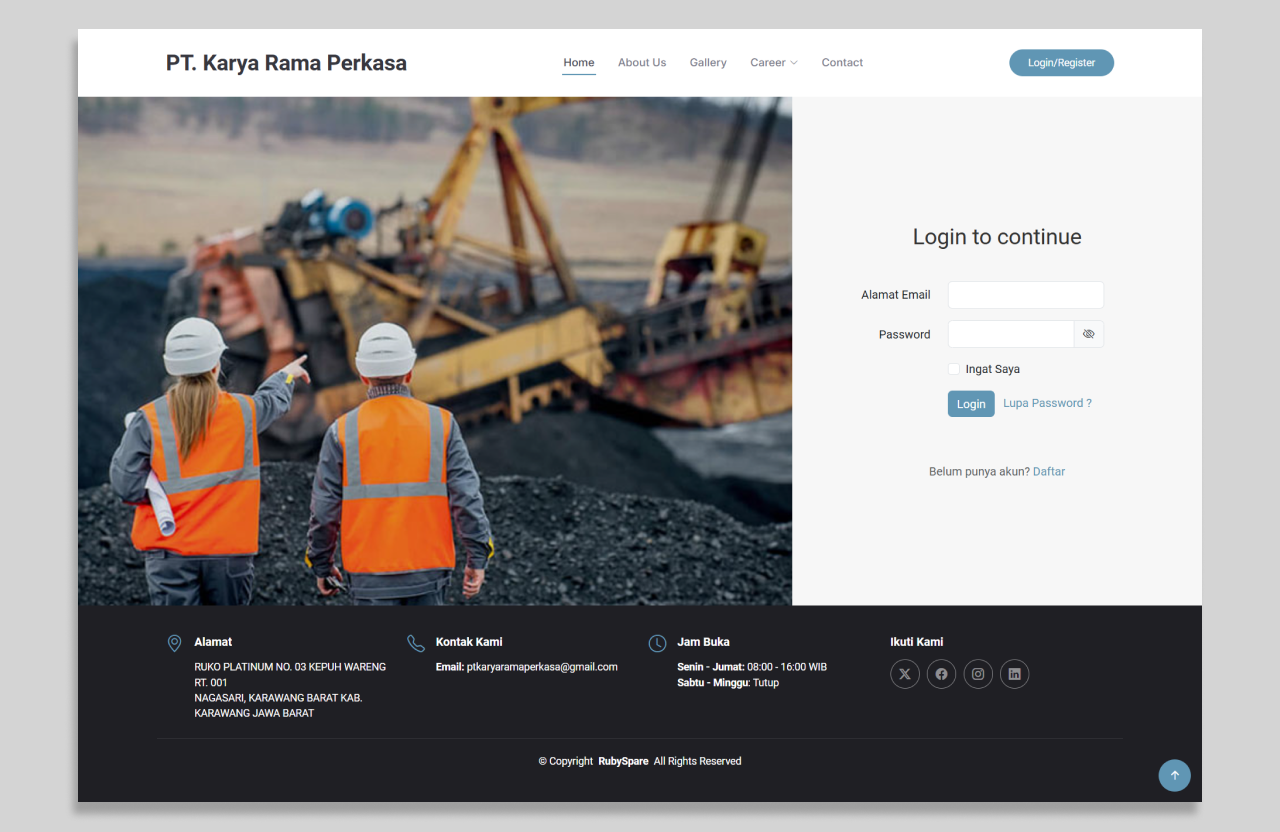 PT. Karya Rama Perkasa
Home
About Us
Gallery
Career
Contact
Login/Register
Login to continue
Alamat Email
Password
Ingat Saya
Login
Lupa Password ?
Belum punya akun? Daftar
Alamat
RUKO PLATINUM NO. 03 KEPUH WARENG
RT. 001
NAGASARI, KARAWANG BARAT KAB.
KARAWANG JAWA BARAT
Kontak Kami
Email: ptkaryaramaperkasa@gmail.com
Jam Buka
Senin - Jumat: 08:00 - 16:00 WIB
Sabtu - Minggu: Tutup
Ikuti Kami
© Copyright RubySpare All Rights Reserved